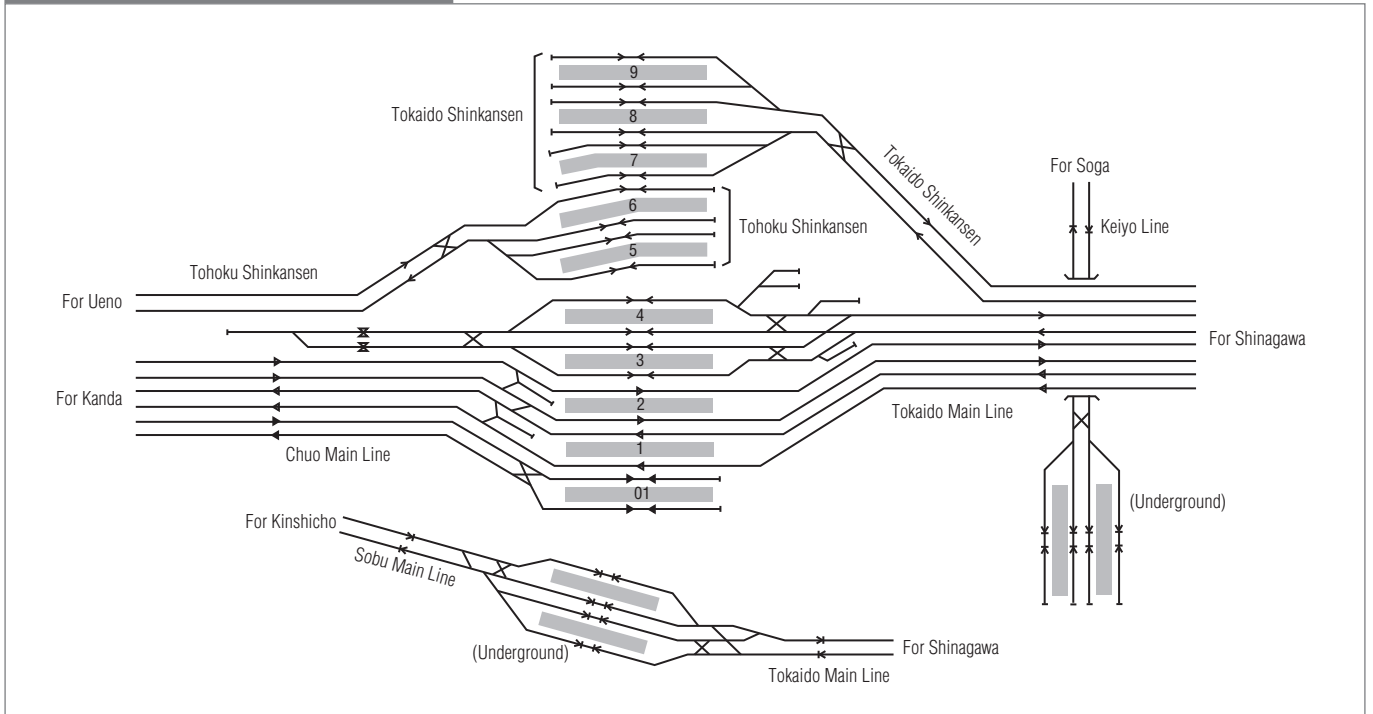 9
Tokaido Shinkansen
8
7
Tokaido Shinkansen
For Soga
Keiyo Line
6
Tohoku Shinkansen
5
Tohoku Shinkansen
For Ueno
4
For Shinagawa
3
For Kanda
2
Tokaido Main Line
1
Chuo Main Line
01
(Underground)
For Kinshicho
Sobu Main Line
(Underground)
For Shinagawa
Tokaido Main Line